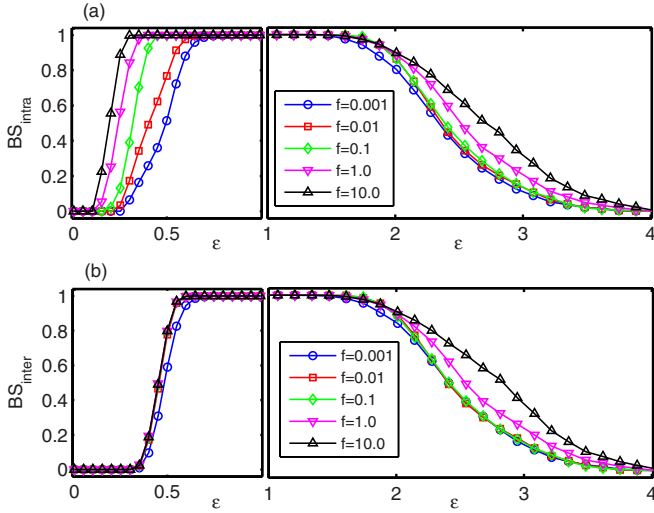 (a)
BS_intra
1
0.8
0.6
0.4
0.2
0
0
0.5
1
2
3
4
ε
ε
f=0.001
f=0.01
f=0.1
f=1.0
f=10.0
(b)
BS_inter
1
0.8
0.6
0.4
0.2
0
0
0.5
1
2
3
4
ε
ε
f=0.001
f=0.01
f=0.1
f=1.0
f=10.0